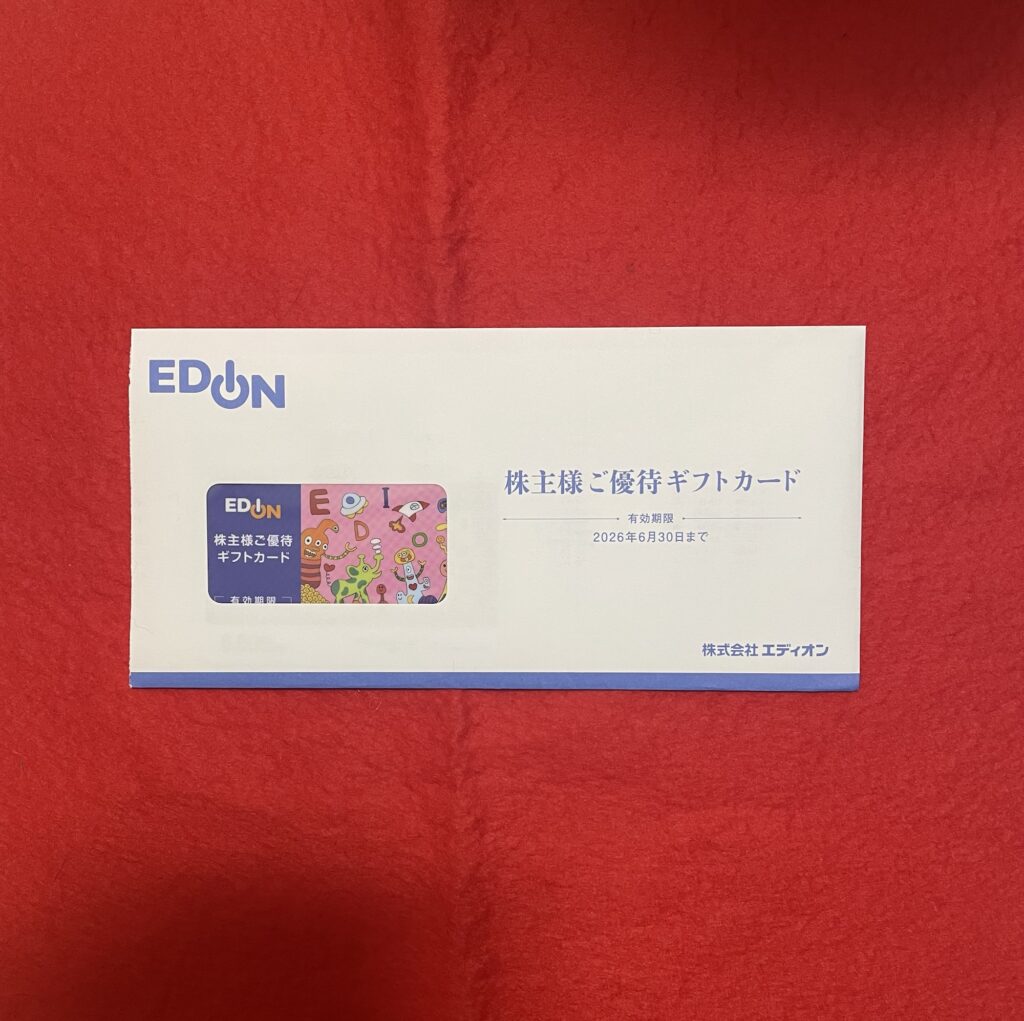 EDION
株主様ご優待ギフトカード
有効期限
2026年6月30日まで
EDION
株主様ご優待
ギフトカード
有効期限
E D I O
株式会社エディオン